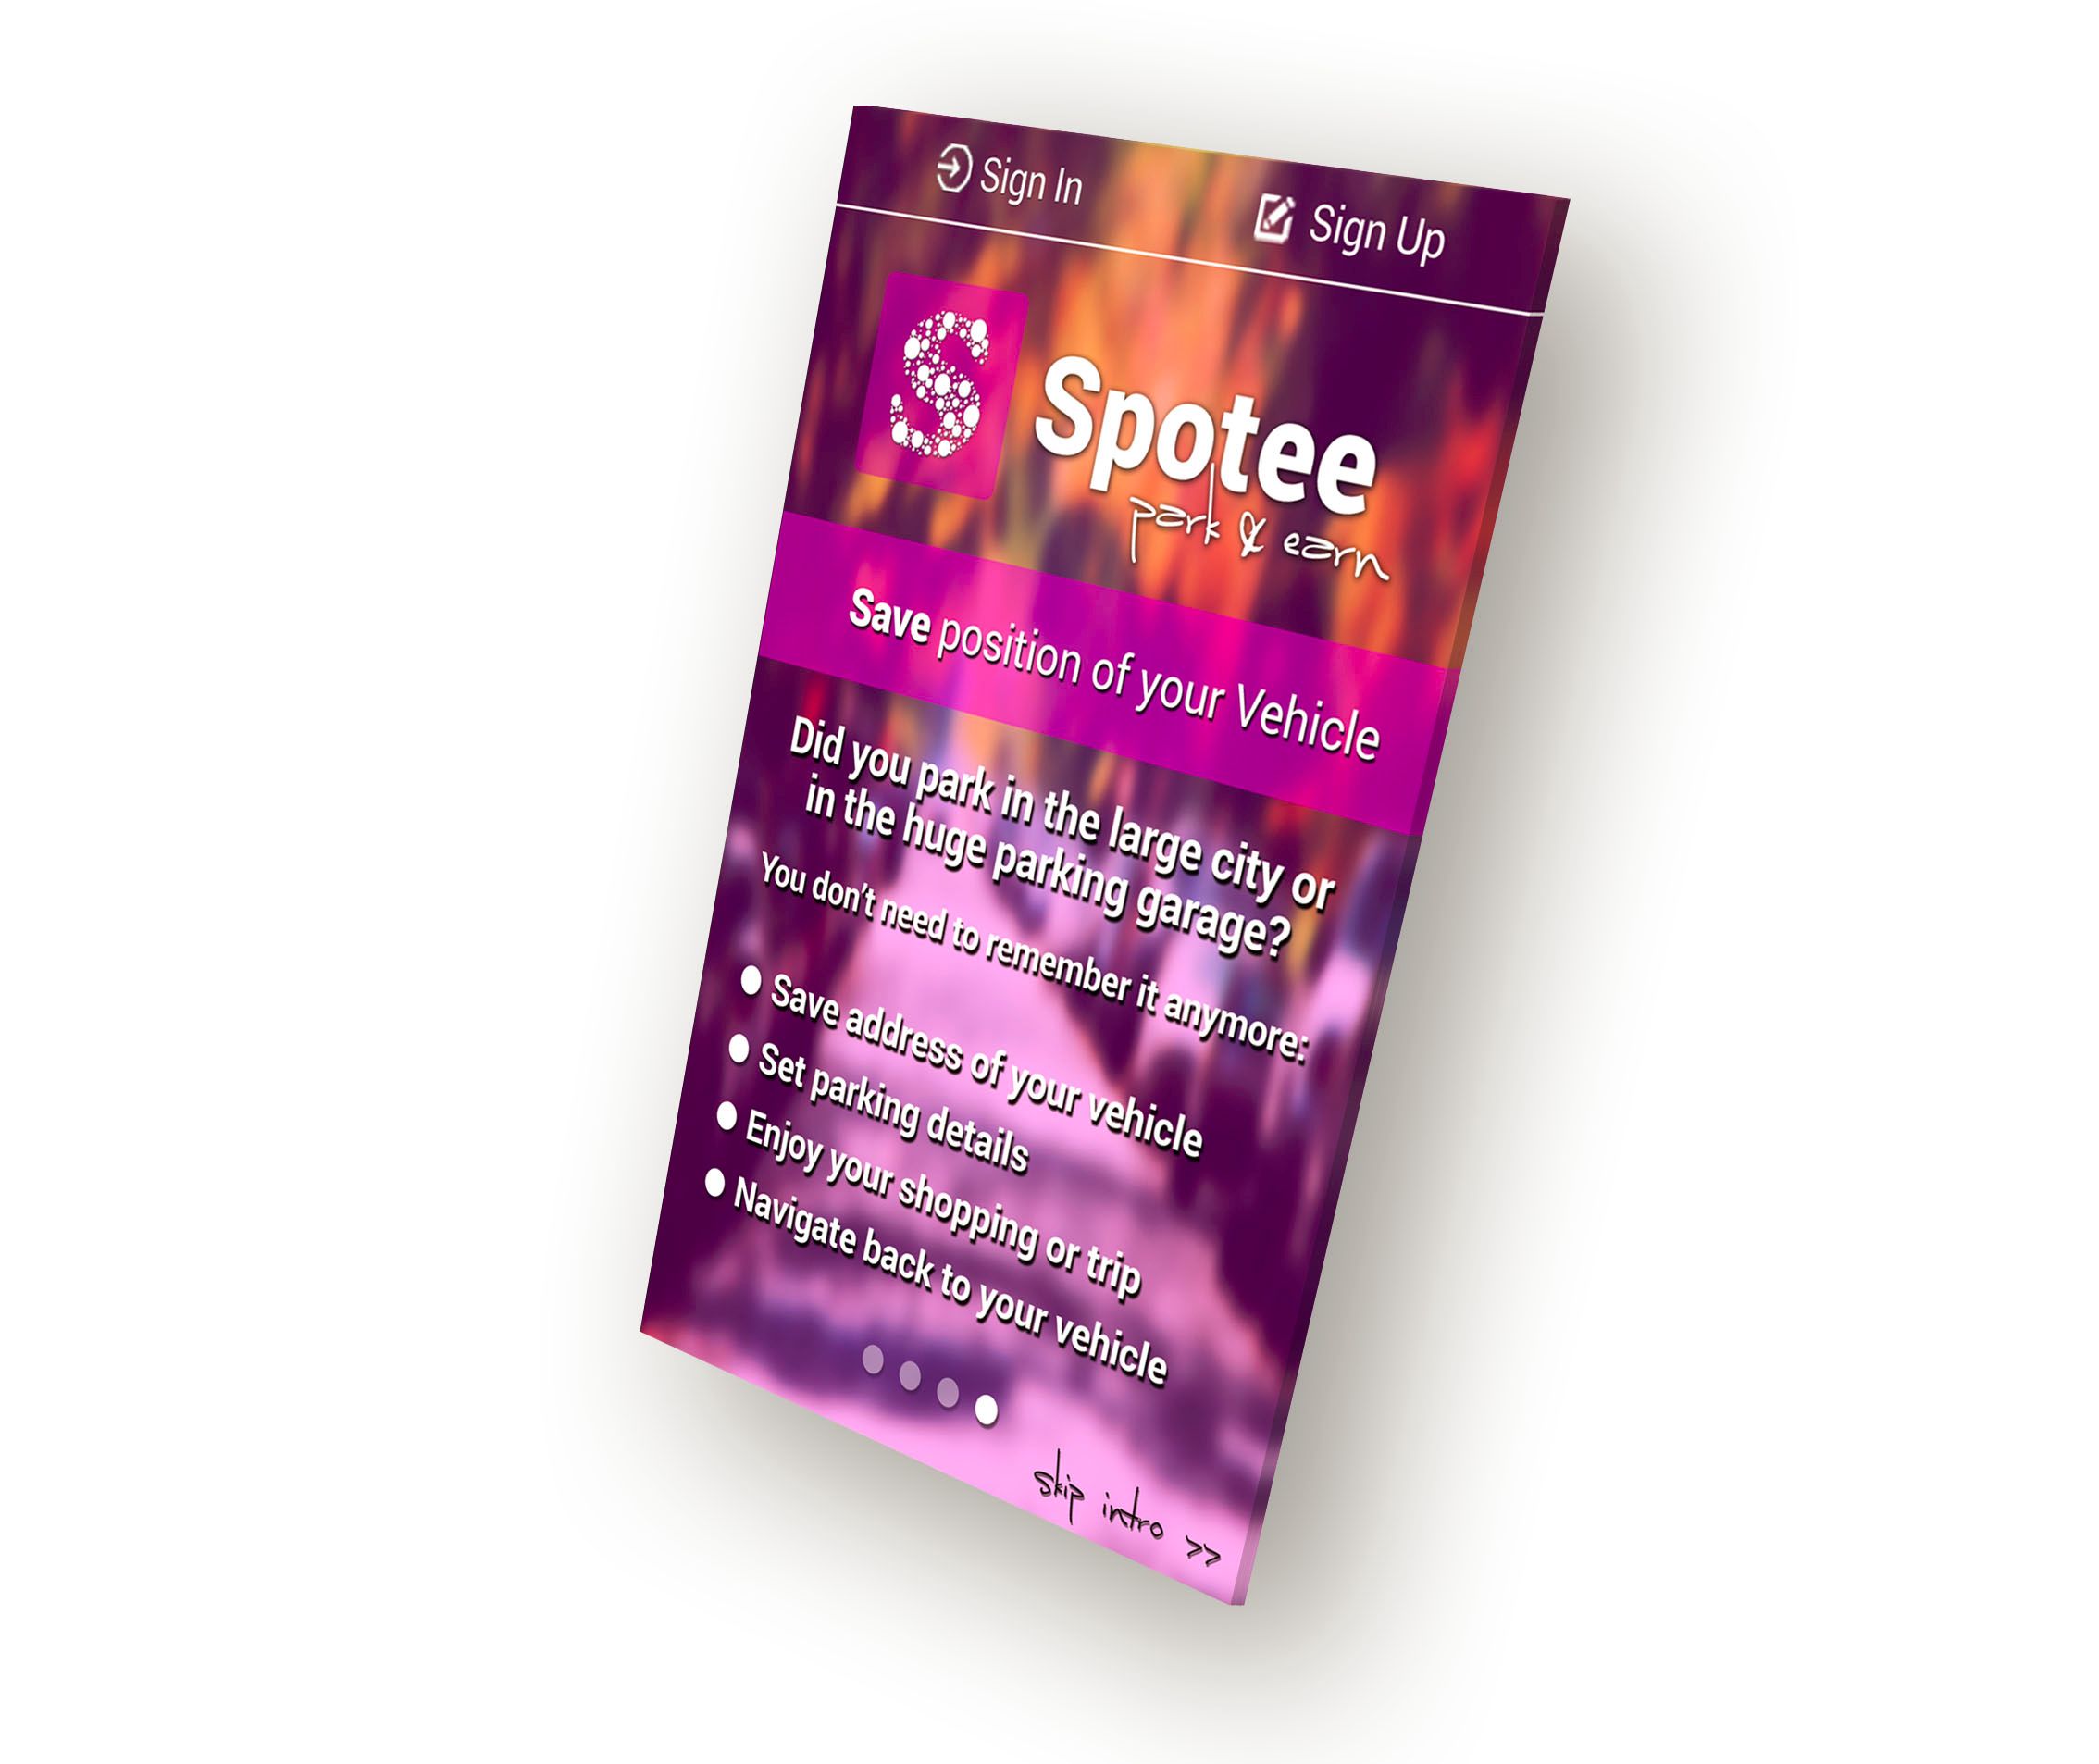 Sign In
Sign Up
S
Spotee
park & earn
Save position of your Vehicle
Did you park in the large city or
in the huge parking garage?
You don't need to remember it anymore:
● Save address of your vehicle
● Set parking details
● Enjoy your shopping or trip
● Navigate back to your vehicle
skip intro >>